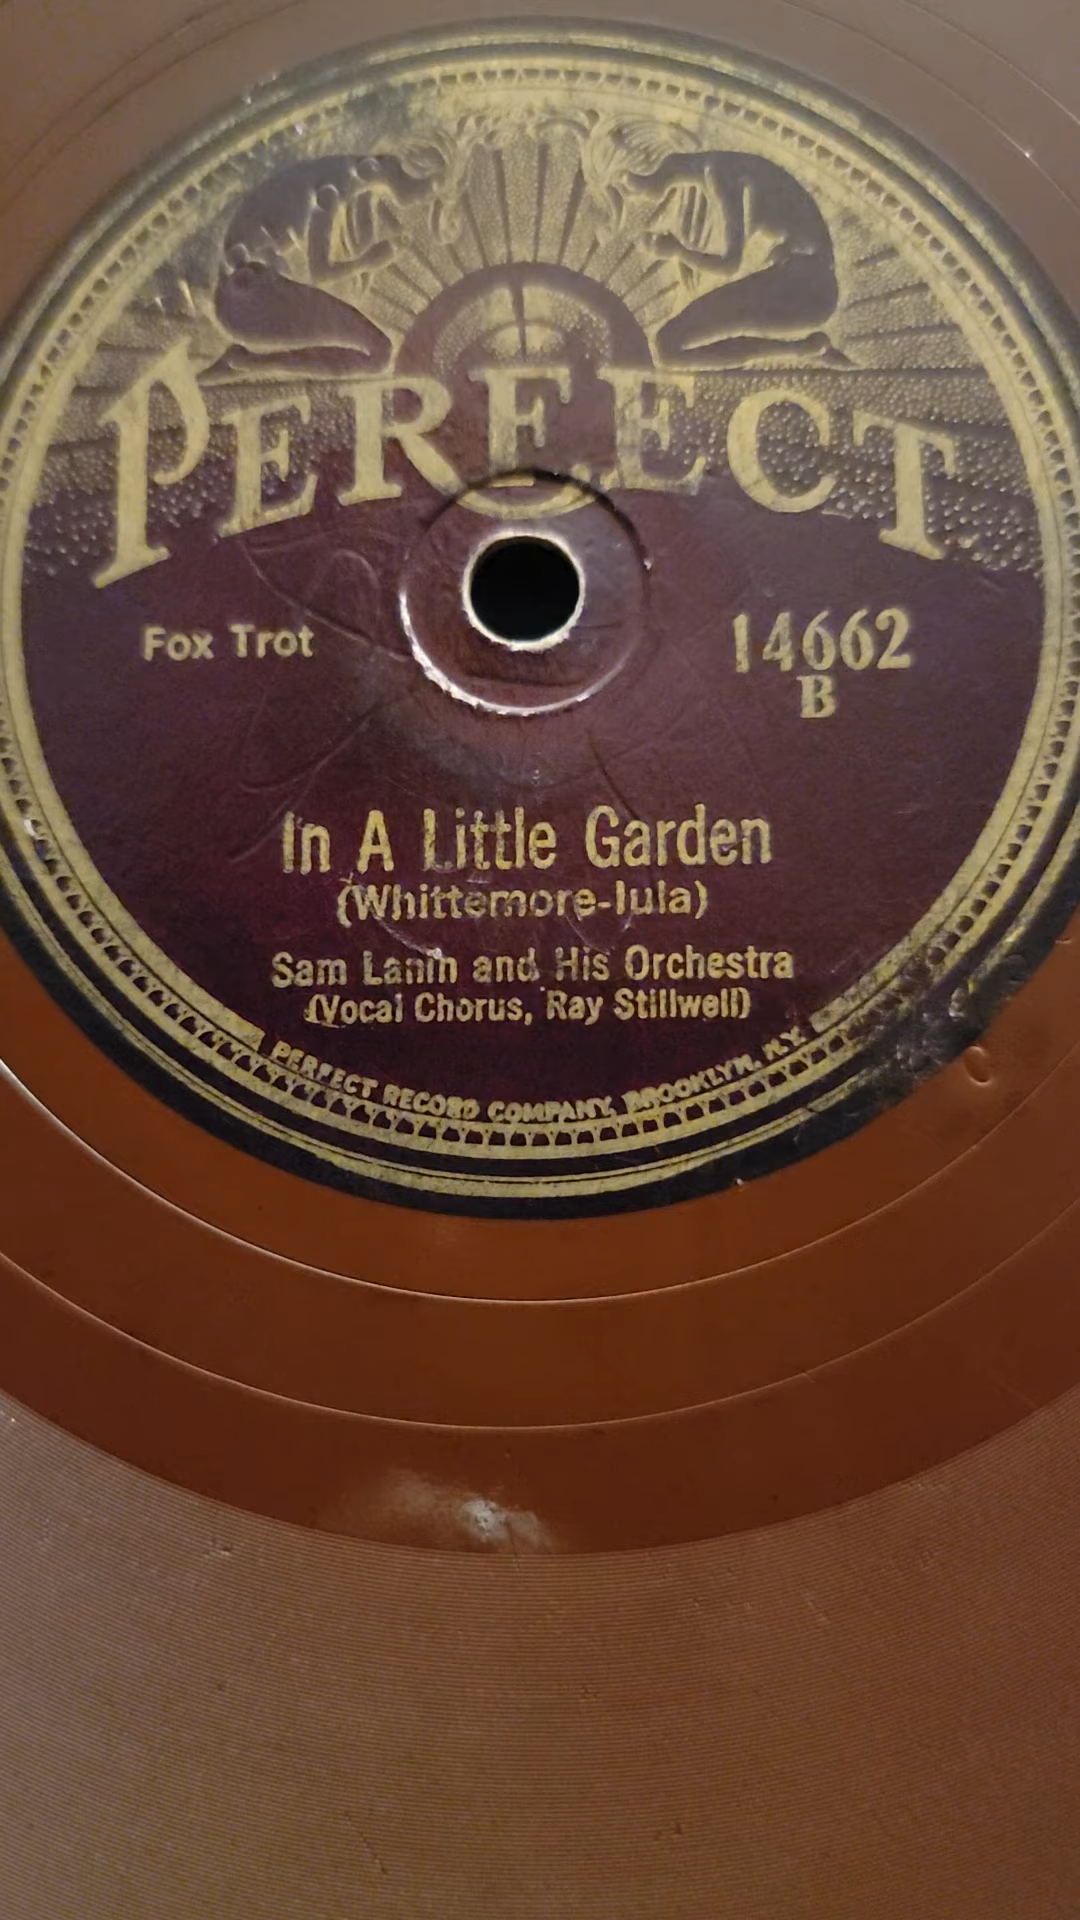 PERFECT
Fox Trot
14662
B
In A Little Garden
(Whittemore-Iula)
Sam Lanin and His Orchestra
(Vocal Chorus, Ray Stillwell)
PERFECT RECORD COMPANY, BROOKLYN, N.Y.